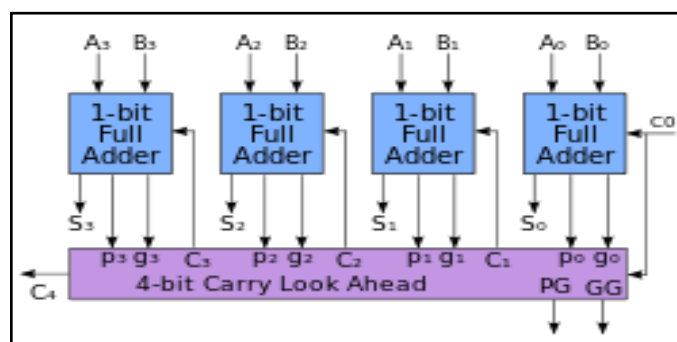 A₃ B₃ A₂ B₂ A₁ B₁ A₀ B₀
1-bit Full Adder
1-bit Full Adder
1-bit Full Adder
1-bit Full Adder
c0
S₃ S₂ S₁ S₀
p₃ g₃ C₃ p₂ g₂ C₂ p₁ g₁ C₁ p₀ g₀
4-bit Carry Look Ahead PG GG
C₄